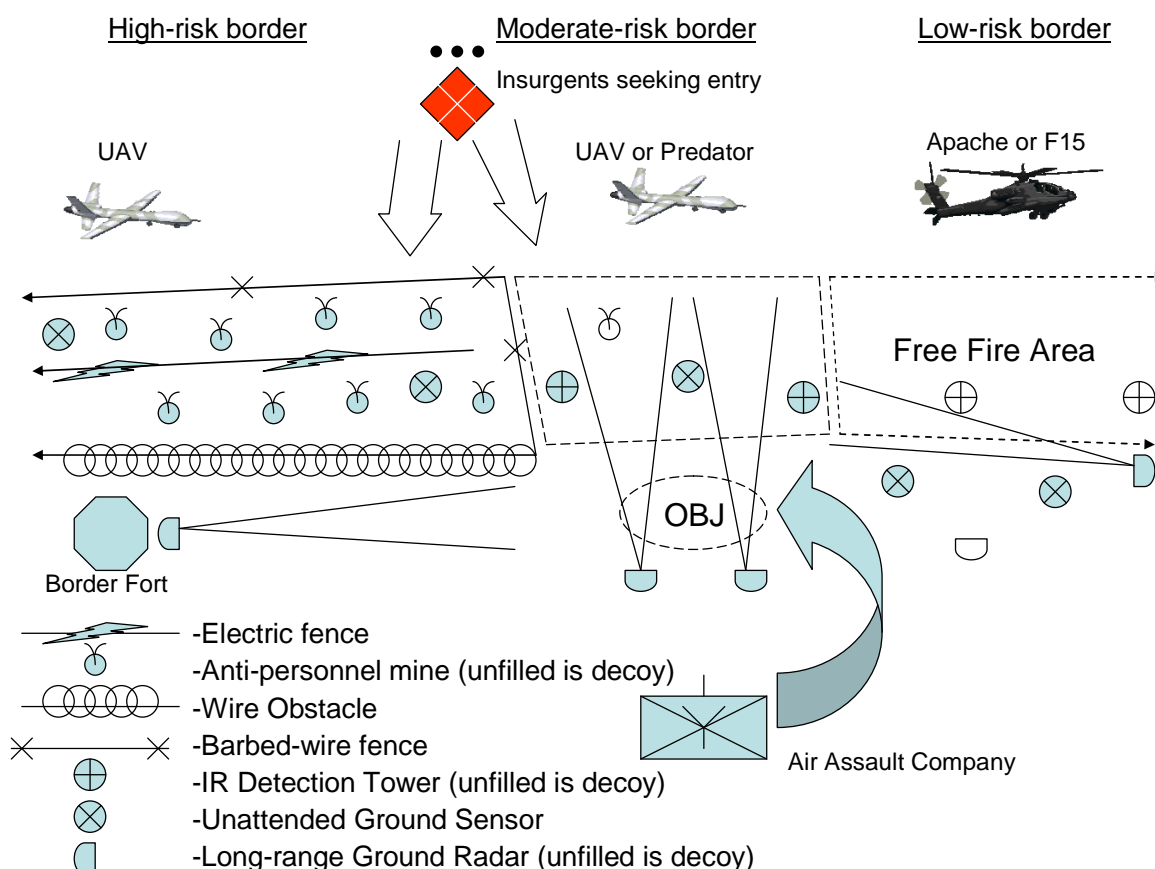 High-risk border
Moderate-risk border
Low-risk border
Insurgents seeking entry
UAV
UAV or Predator
Apache or F15
Free Fire Area
OBJ
Border Fort
-Electric fence
-Anti-personnel mine (unfilled is decoy)
-Wire Obstacle
-Barbed-wire fence
-IR Detection Tower (unfilled is decoy)
-Unattended Ground Sensor
-Long-range Ground Radar (unfilled is decoy)
Air Assault Company